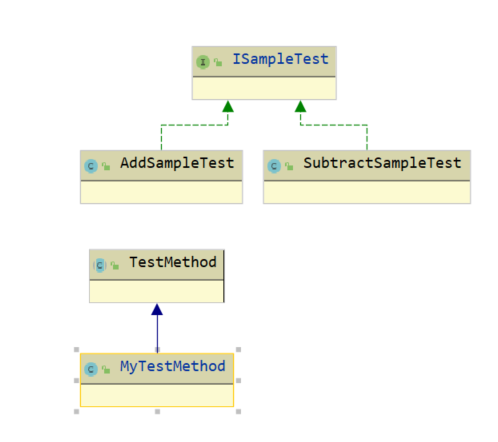 I ISampleTest
C AddSampleTest
C SubtractSampleTest
C TestMethod
C MyTestMethod